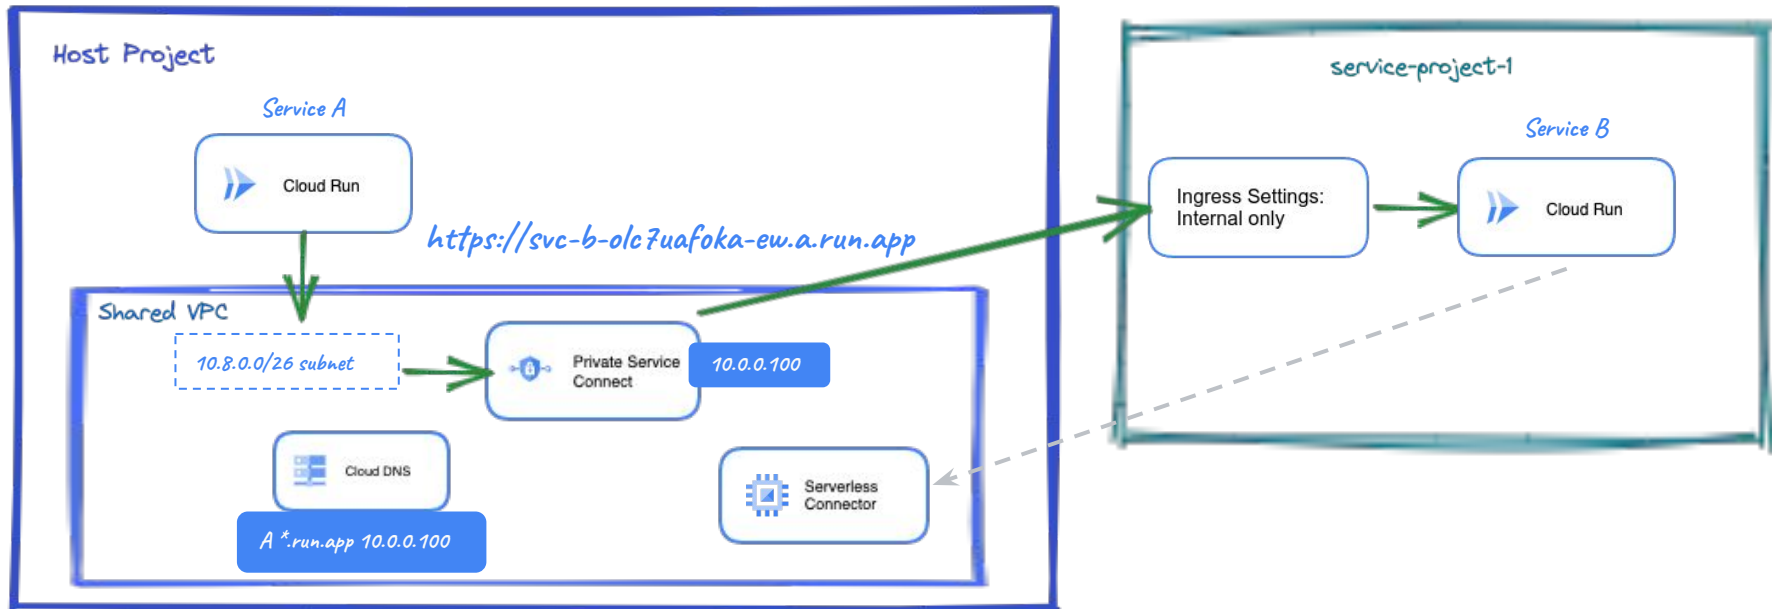 Host Project
Service A
Cloud Run
https://svc-b-olc7uafoka-ew.a.run.app
Shared VPC
10.8.0.0/26 subnet
Private Service
Connect
10.0.0.100
Cloud DNS
A *.run.app 10.0.0.100
Serverless
Connector
service-project-1
Service B
Ingress Settings:
Internal only
Cloud Run